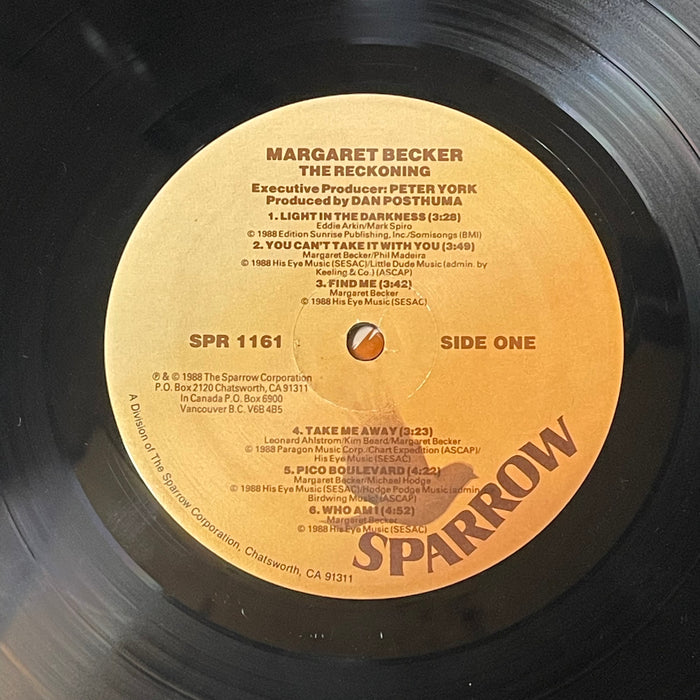 MARGARET BECKER
THE RECKONING
Executive Producer: PETER YORK
Produced by DAN POSTHUMA
1. LIGHT IN THE DARKNESS (3:28)
Eddie Arkin/Mark Spiro
© 1988 Edition Sunrise Publishing, Inc./Somisongs (BMI)
2. YOU CAN'T TAKE IT WITH YOU (3:49)
Margaret Becker/Phil Madeira
© 1988 His Eye Music (SESAC)/Little Dude Music (admin. by
Keeling & Co.) (ASCAP)
3. FIND ME (3:42)
Margaret Becker
© 1988 His Eye Music (SESAC)
SPR 1161
SIDE ONE
℗ & © 1988 The Sparrow Corporation
P.O. Box 2120 Chatsworth, CA 91311
In Canada P.O. Box 6900
Vancouver B.C. V6B 4B5
4. TAKE ME AWAY (3:23)
Leonard Ahlstrom/Kim Beard/Margaret Becker
© 1988 Paragon Music Corp./Chart Expedition (ASCAP)/
His Eye Music (SESAC)
5. PICO BOULEVARD (4:22)
Margaret Becker/Michael Hodge
© 1988 His Eye Music (SESAC)/Hodge Podge Music (admin.
Birdwing Music (ASCAP)
6. WHO AM I (4:52)
Margaret Becker
© 1988 His Eye Music (SESAC)
SPARROW
A Division of The Sparrow Corporation, Chatsworth, CA 91311